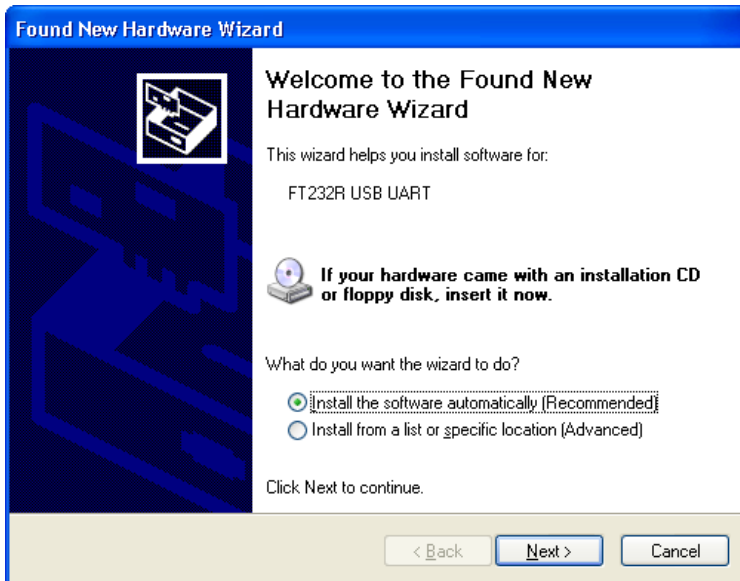 Found New Hardware Wizard
Welcome to the Found New
Hardware Wizard
This wizard helps you install software for:
FT232R USB UART
If your hardware came with an installation CD
or floppy disk, insert it now.
What do you want the wizard to do?
Install the software automatically (Recommended)
Install from a list or specific location (Advanced)
Click Next to continue.
< Back Next > Cancel